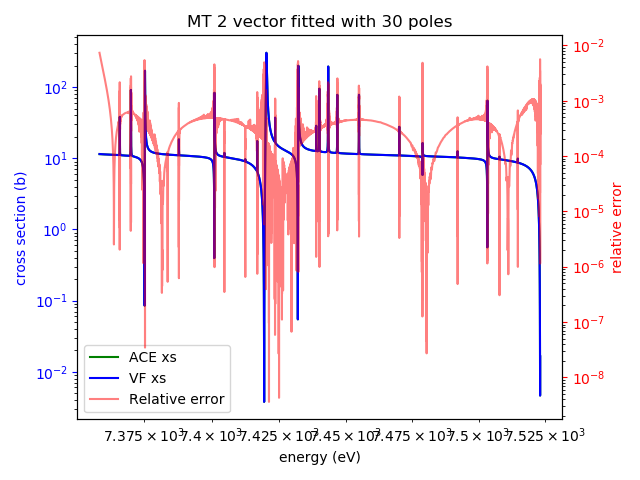 MT 2 vector fitted with 30 poles
10²
10¹
10⁰
10⁻¹
10⁻²
cross section (b)
10⁻²
10⁻³
10⁻⁴
10⁻⁵
10⁻⁶
10⁻⁷
10⁻⁸
relative error
ACE xs
VF xs
Relative error
7.375 × 10³ 7.4 × 10³ 7.425 × 10³ 7.45 × 10³ 7.475 × 10³ 7.5 × 10³ 7.525 × 10³
energy (eV)